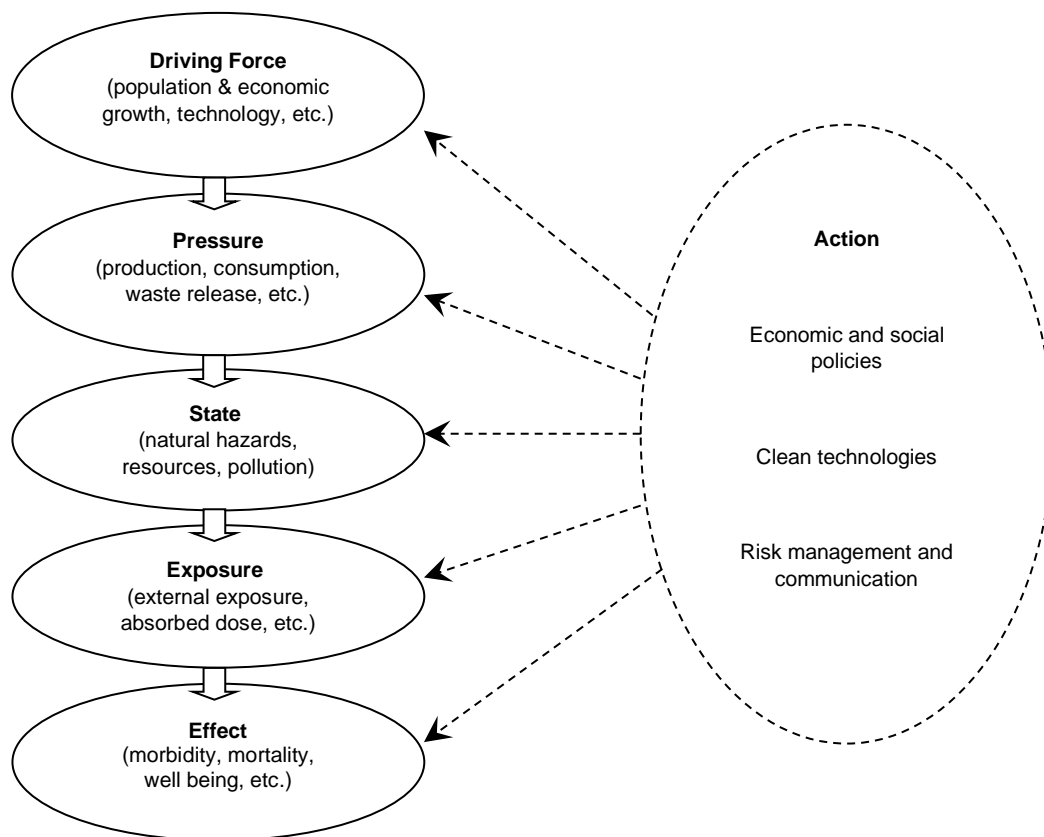 Driving Force
(population & economic
growth, technology, etc.)
Pressure
(production, consumption,
waste release, etc.)
State
(natural hazards,
resources, pollution)
Exposure
(external exposure,
absorbed dose, etc.)
Effect
(morbidity, mortality,
well being, etc.)
Action
Economic and social
policies
Clean technologies
Risk management and
communication